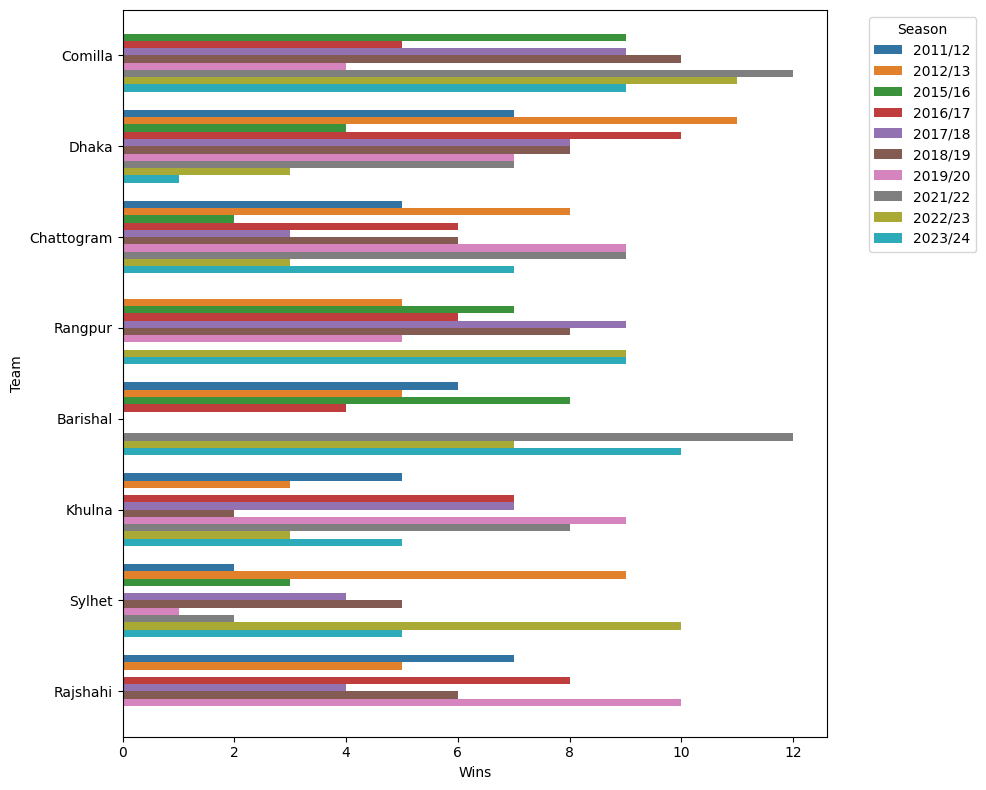 Comilla
Dhaka
Chattogram
Rangpur
Barishal
Khulna
Sylhet
Rajshahi
Team
0 2 4 6 8 10 12
Wins
Season
2011/12
2012/13
2015/16
2016/17
2017/18
2018/19
2019/20
2021/22
2022/23
2023/24